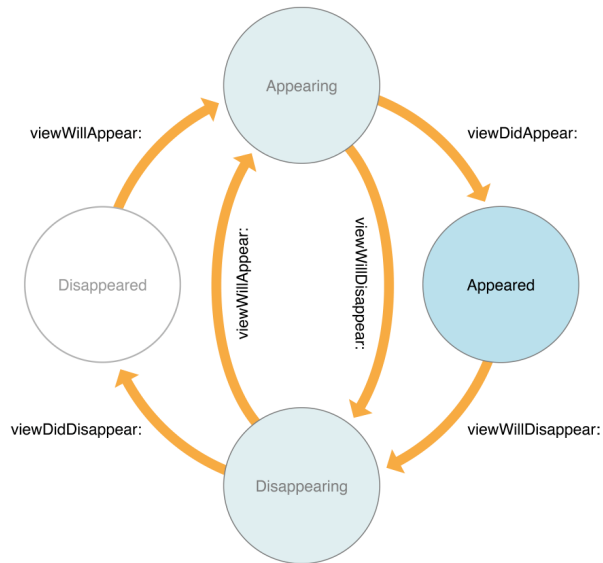 Appearing
viewWillAppear:
viewDidAppear:
viewWillAppear:
viewWillDisappear:
Disappeared
Appeared
viewDidDisappear:
viewWillDisappear:
Disappearing